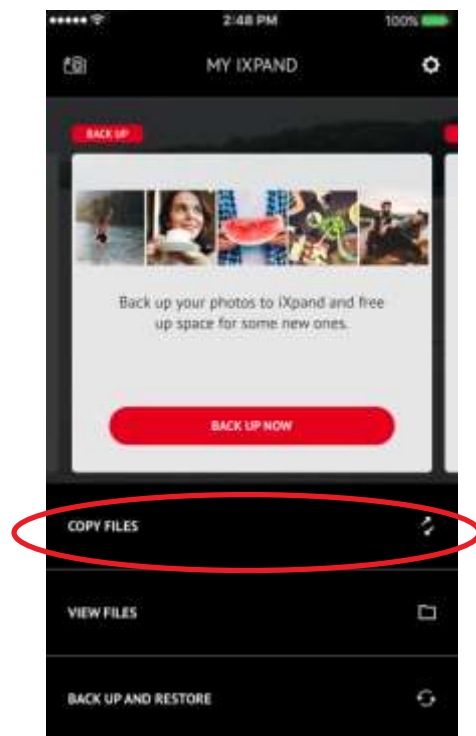 2:48 PM
100%
MY IXPAND
BACK UP
Back up your photos to iXpand and free
up space for some new ones.
BACK UP NOW
COPY FILES
VIEW FILES
BACK UP AND RESTORE